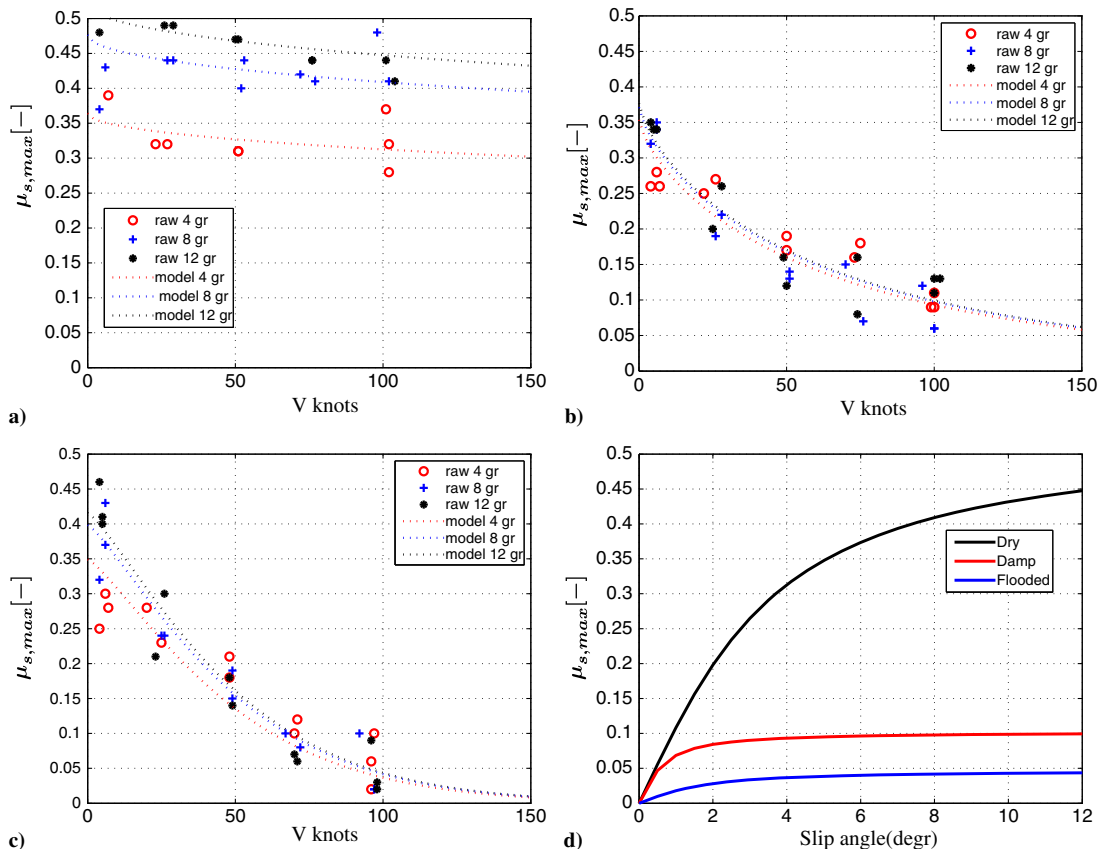 0.5
0.45
0.4
0.35
0.3
0.25
0.2
0.15
0.1
0.05
0
μs,max[−]
raw 4 gr
raw 8 gr
raw 12 gr
model 4 gr
model 8 gr
model 12 gr
0 50 100 150
V knots
a)
0.5
0.45
0.4
0.35
0.3
0.25
0.2
0.15
0.1
0.05
0
μs,max[−]
raw 4 gr
raw 8 gr
raw 12 gr
model 4 gr
model 8 gr
model 12 gr
0 50 100 150
V knots
b)
0.5
0.45
0.4
0.35
0.3
0.25
0.2
0.15
0.1
0.05
0
μs,max[−]
raw 4 gr
raw 8 gr
raw 12 gr
model 4 gr
model 8 gr
model 12 gr
0 50 100 150
V knots
c)
0.5
0.45
0.4
0.35
0.3
0.25
0.2
0.15
0.1
0.05
0
μs,max[−]
Dry
Damp
Flooded
0 2 4 6 8 10 12
Slip angle(degr)
d)